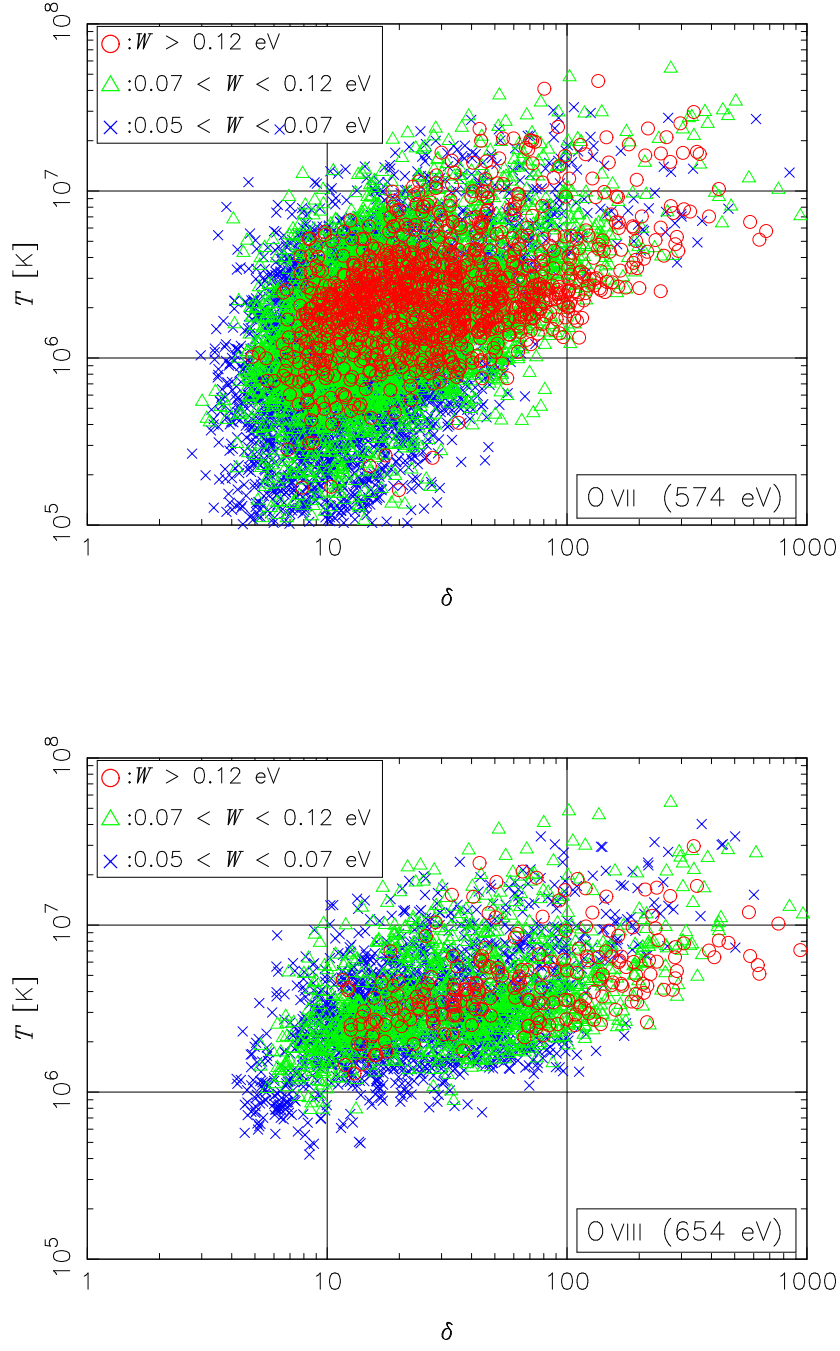 10^8
:W > 0.12 eV
:0.07 < W < 0.12 eV
:0.05 < W < 0.07 eV
10^7
T [K]
10^6
O VII (574 eV)
10^5
1 10 100 1000
δ
10^8
:W > 0.12 eV
:0.07 < W < 0.12 eV
:0.05 < W < 0.07 eV
10^7
T [K]
10^6
O VIII (654 eV)
10^5
1 10 100 1000
δ